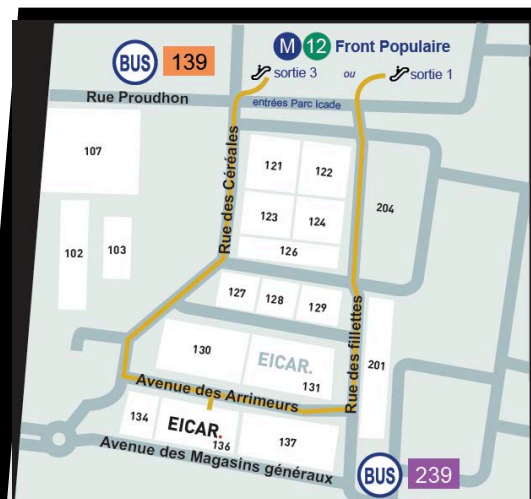 BUS 139
M 12 Front Populaire
sortie 3 ou sortie 1
Rue Proudhon
entrées Parc Icade
107
121
122
Rue des Céréales
123
124
204
102
103
126
127
128
129
Rue des fillettes
130
EICAR.
131
201
Avenue des Arrimeurs
134
EICAR.
136
137
Avenue des Magasins généraux
BUS 239